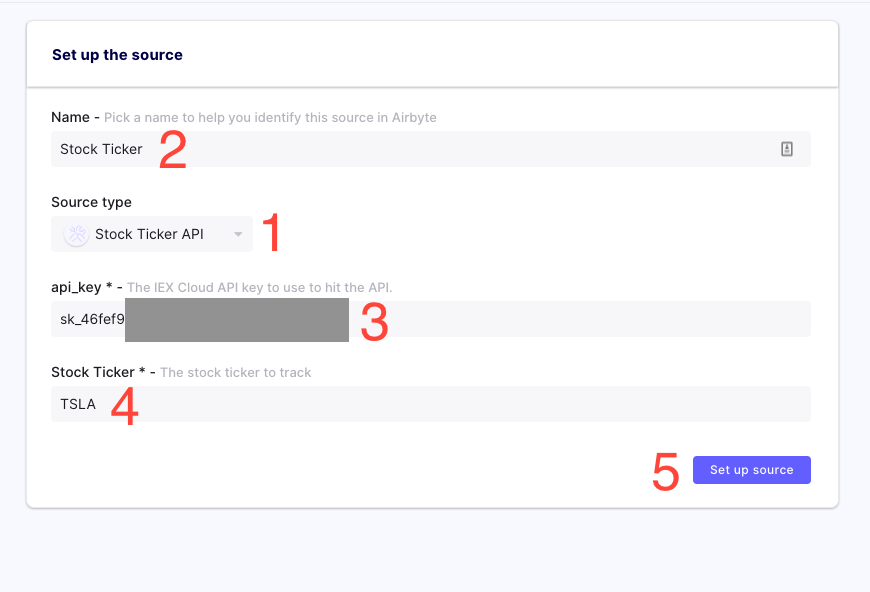 Set up the source
Name - Pick a name to help you identify this source in Airbyte
Stock Ticker 2
Source type
Stock Ticker API 1
api_key * - The IEX Cloud API key to use to hit the API.
sk_46fef9 3
Stock Ticker * - The stock ticker to track
TSLA 4
5 Set up source